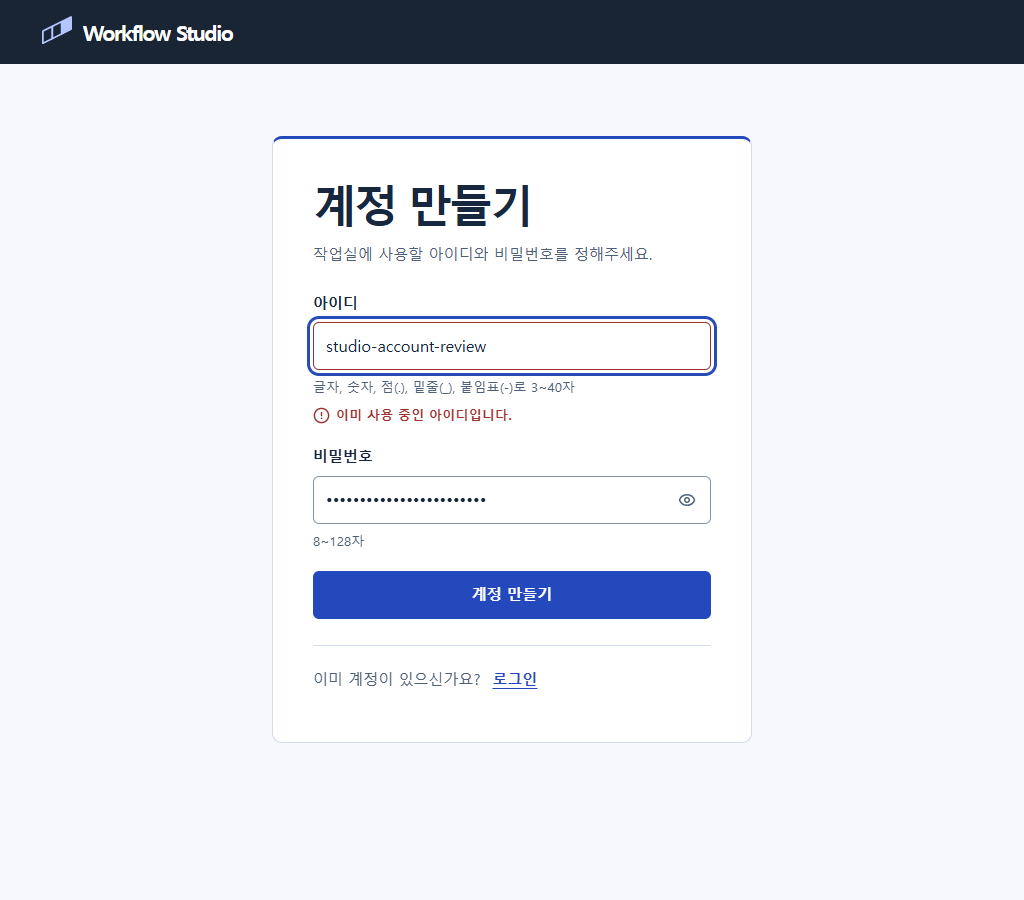 Workflow Studio
계정 만들기
작업실에 사용할 아이디와 비밀번호를 정해주세요.
아이디
studio-account-review
글자, 숫자, 점(.), 밑줄(_), 붙임표(-)로 3~40자
이미 사용 중인 아이디입니다.
비밀번호
••••••••••••••••••••••••
8~128자
계정 만들기
이미 계정이 있으신가요? 로그인